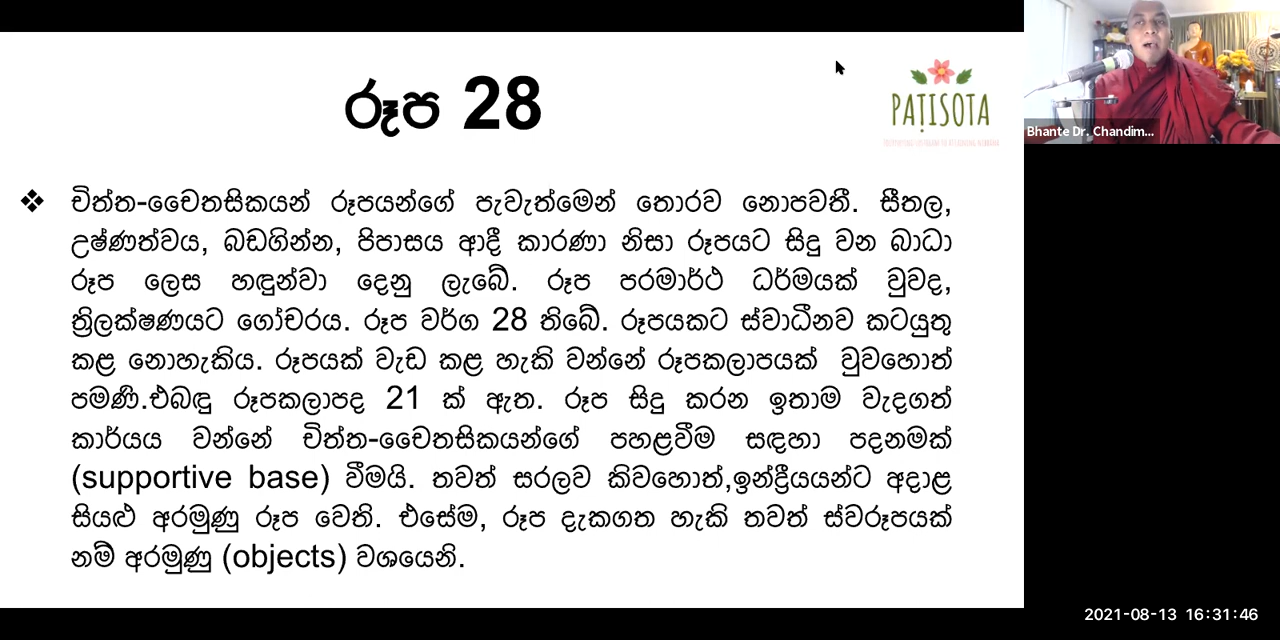 රූප 28
PAṬISOTA
Bhante Dr. Chandim...
❖ චිත්ත-චෛතසිකයන් රූපයන්ගේ පැවැත්මෙන් තොරව නොපවතී. සීතල,
උෂ්ණත්වය, බඩගින්න, පිපාසය ආදී කාරණා නිසා රූපයට සිදු වන බාධා
රූප ලෙස හඳුන්වා දෙනු ලැබේ. රූප පරමාර්ථ ධර්මයක් වුවද,
ත්‍රිලක්ෂණයට ගෝචරය. රූප වර්ග 28 තිබේ. රූපයකට ස්වාධීනව කටයුතු
කළ නොහැකිය. රූපයක් වැඩ කළ හැකි වන්නේ රූපකලාපයක් වුවහොත්
පමණි.එබඳු රූපකලාපද 21 ක් ඇත. රූප සිදු කරන ඉතාම වැදගත්
කාර්යය වන්නේ චිත්ත-චෛතසිකයන්ගේ පහළවීම සඳහා පදනමක්
(supportive base) වීමයි. තවත් සරලව කිවහොත්,ඉන්ද්‍රීයයන්ට අදාළ
සියළු අරමුණු රූප වෙති. එසේම, රූප දැකගත හැකි තවත් ස්වරූපයක්
නම් අරමුණු (objects) වශයෙනි.
2021-08-13 16:31:46